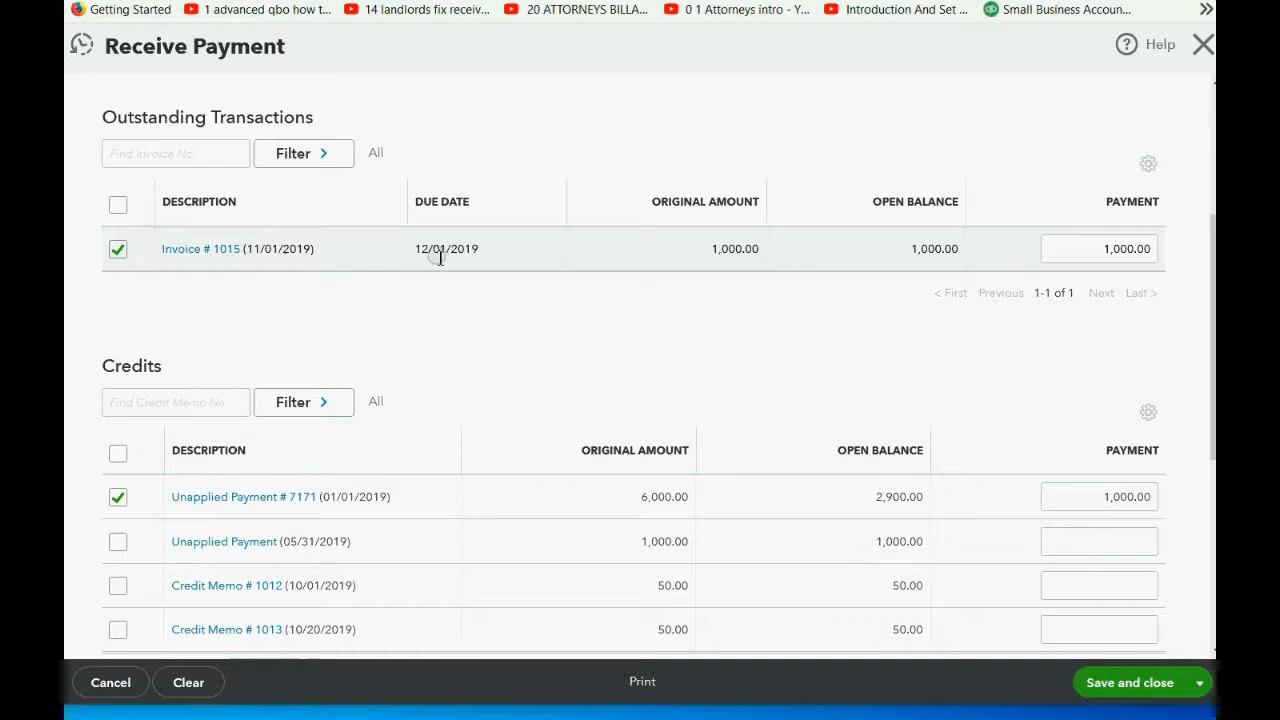 Getting Started 1 advanced qbo how t... 14 landlords fix receiv... 20 ATTORNEYS BILLA... 0 1 Attorneys intro - Y... Introduction And Set ... Small Business Accoun... »
Receive Payment ? Help
Outstanding Transactions
Find Invoice No. Filter > All
DESCRIPTION DUE DATE ORIGINAL AMOUNT OPEN BALANCE PAYMENT
Invoice # 1015 (11/01/2019) 12/01/2019 1,000.00 1,000.00 1,000.00
< First Previous 1-1 of 1 Next Last >
Credits
Find Credit Memo No. Filter > All
DESCRIPTION ORIGINAL AMOUNT OPEN BALANCE PAYMENT
Unapplied Payment # 7171 (01/01/2019) 6,000.00 2,900.00 1,000.00
Unapplied Payment (05/31/2019) 1,000.00 1,000.00
Credit Memo # 1012 (10/01/2019) 50.00 50.00
Credit Memo # 1013 (10/20/2019) 50.00 50.00
Cancel Clear Print Save and close